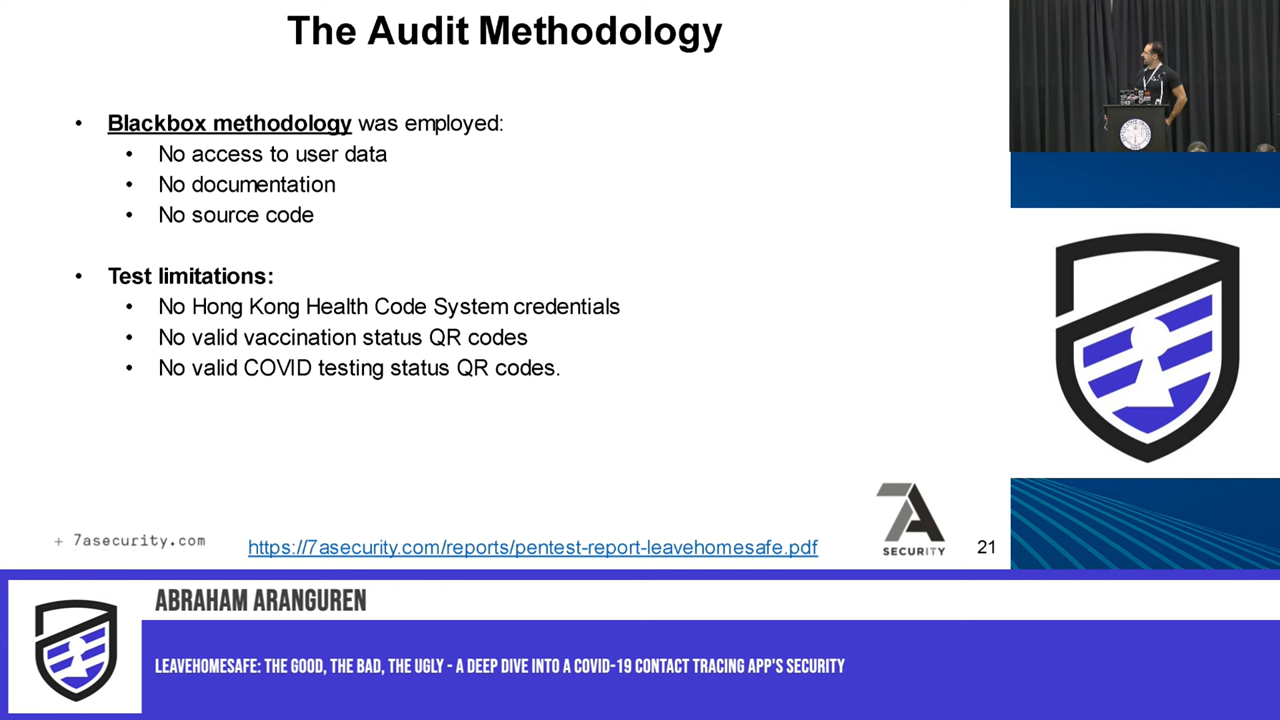 The Audit Methodology
• Blackbox methodology was employed:
• No access to user data
• No documentation
• No source code
• Test limitations:
• No Hong Kong Health Code System credentials
• No valid vaccination status QR codes
• No valid COVID testing status QR codes.
+ 7asecurity.com
https://7asecurity.com/reports/pentest-report-leavehomesafe.pdf
7A
SECURITY
21
ABRAHAM ARANGUREN
LEAVEHOMESAFE: THE GOOD, THE BAD, THE UGLY - A DEEP DIVE INTO A COVID-19 CONTACT TRACING APP'S SECURITY